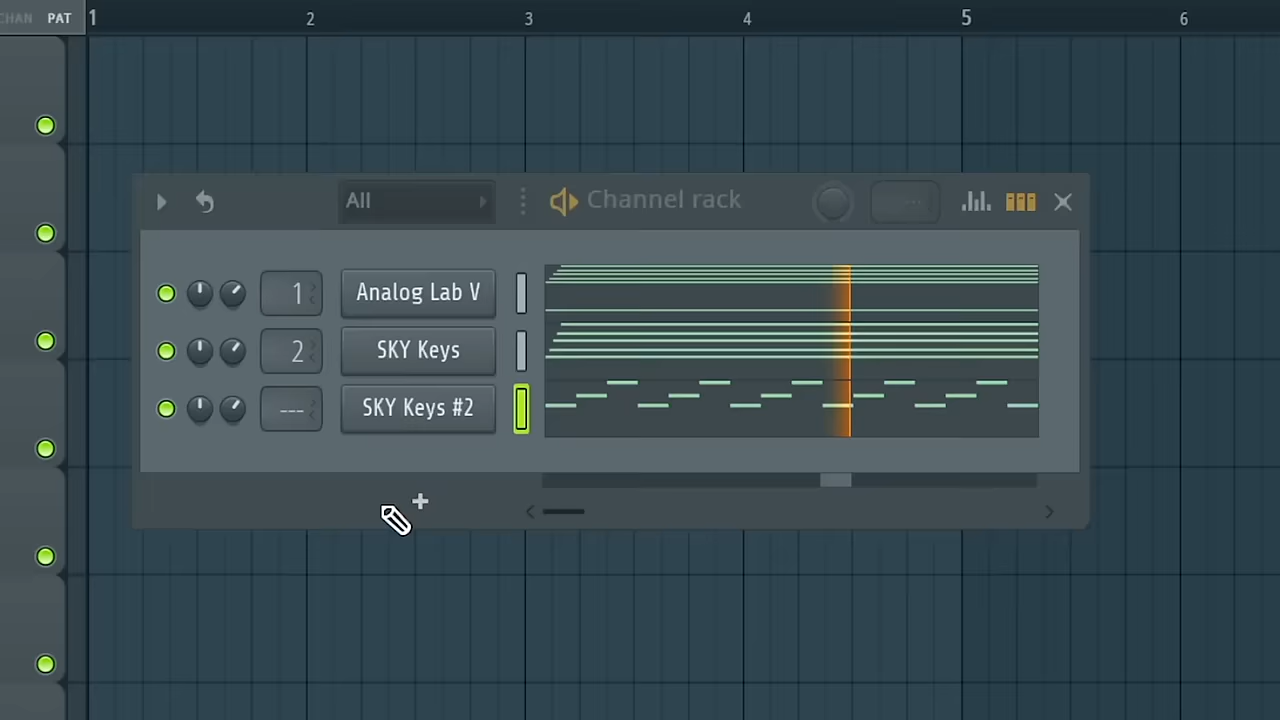 CHAN PAT 1 2 3 4 5 6
All Channel rack ---
1 Analog Lab V
2 SKY Keys
--- SKY Keys #2